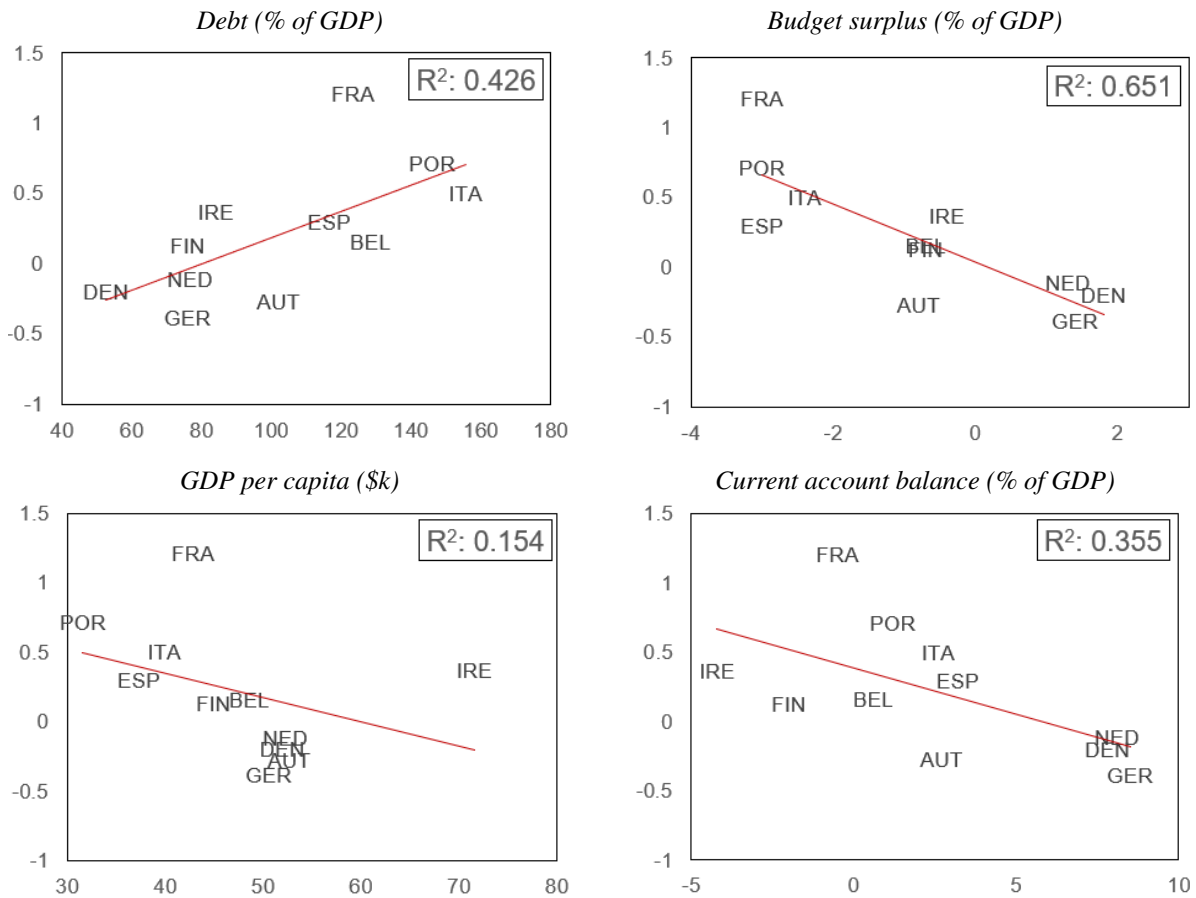 Debt (% of GDP)
1.5
R²: 0.426
FRA
1
POR
0.5
ITA
IRE
ESP
FIN
BEL
0
NED
DEN
AUT
GER
-0.5
-1
40 60 80 100 120 140 160 180
Budget surplus (% of GDP)
1.5
R²: 0.651
FRA
1
POR
0.5
ITA
IRE
ESP
BEL
FIN
0
NED
DEN
AUT
GER
-0.5
-1
-4 -2 0 2
GDP per capita ($k)
1.5
R²: 0.154
FRA
1
POR
0.5
ITA
IRE
ESP
FIN BEL
0
NED
DEN
AUT
GER
-0.5
-1
30 40 50 60 70 80
Current account balance (% of GDP)
1.5
R²: 0.355
FRA
1
POR
0.5
ITA
IRE
ESP
BEL
FIN
0
NED
DEN
AUT
GER
-0.5
-1
-5 0 5 10